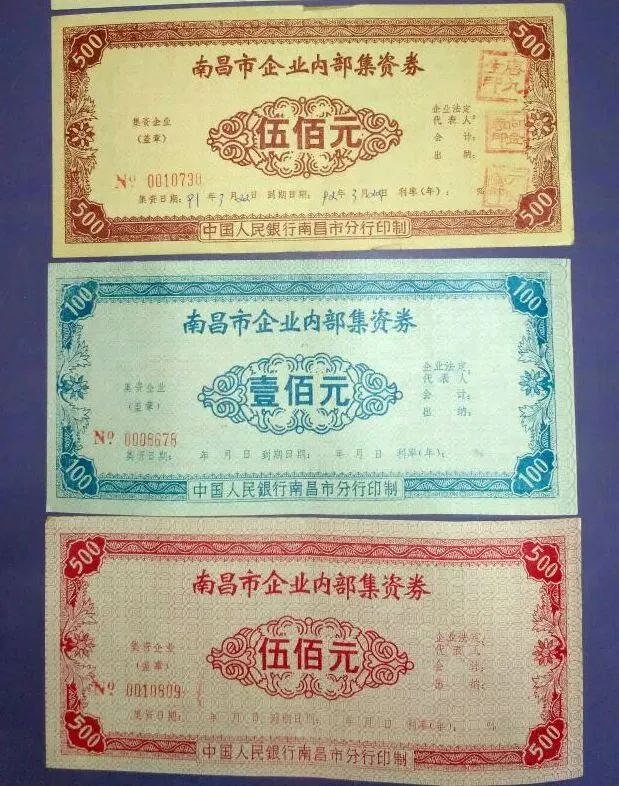 500 500
南昌市企业内部集资券
集资企业
(盖章)
伍佰元
企业法定
代表人:
会 计:
出 纳:
Nº 0010730
集资日期: 91 年 7 月 日 到期日期: 92 年 3 月 日 利率(年): %
500 500
中国人民銀行南昌市分行印制
100 100
南昌市企业内部集资券
集资企业
(盖章)
壹佰元
企业法定
代表人:
会 计:
出 纳:
Nº 0008678
集资日期: 年 月 日 到期日期: 年 月 日 利率(年): %
100 100
中国人民銀行南昌市分行印制
500 500
南昌市企业内部集资券
集资企业
(盖章)
伍佰元
企业法定
代表人:
会 计:
出 纳:
Nº 0010809
集资日期: 年 月 日 到期日期: 年 月 日 利率(年): %
500 500
中国人民銀行南昌市分行印制